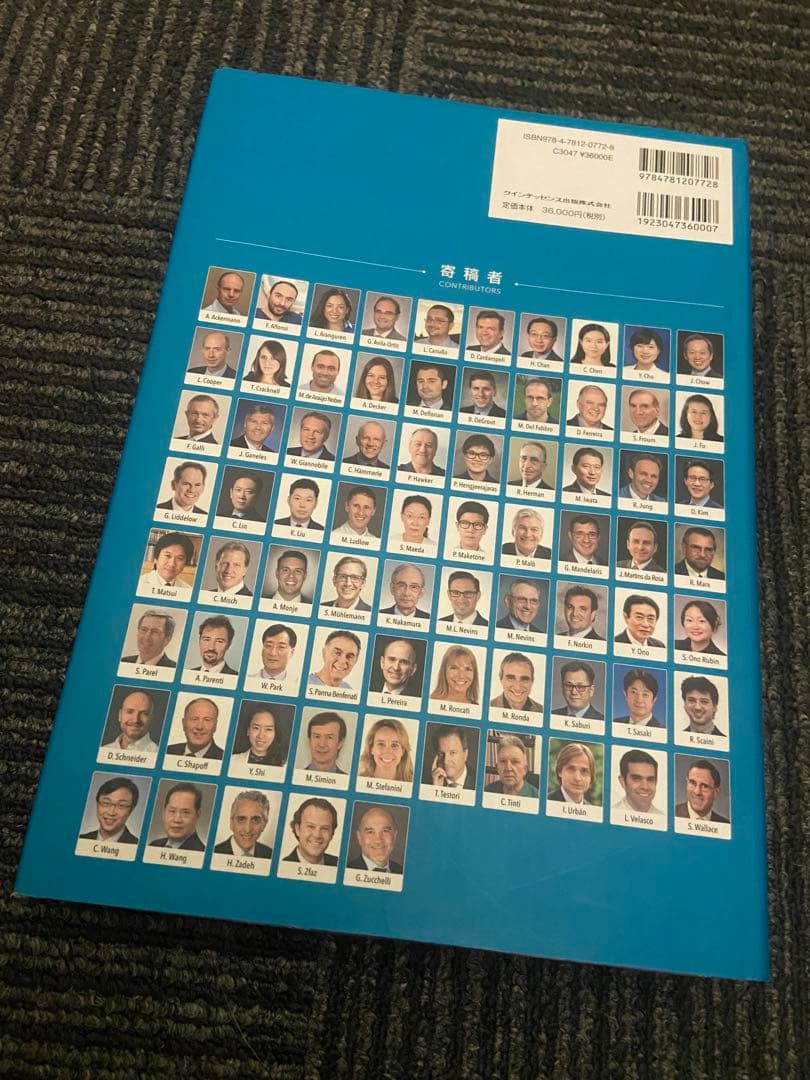 ISBN978-4-7812-0772-8
C3047 ¥36000E
クインテッセンス出版株式会社
定価本体 36,000円(税別)
9784781207728
1923047360007
寄稿者
CONTRIBUTORS
A. Ackermann
F. Alfonsi
L. Aranguren
G. Avila-Ortiz
L. Canullo
D. Cardaropoli
H. Chan
C. Chen
Y. Cho
J. Chow
L. Cooper
T. Cracknell
M. de Araújo Nobre
A. Decker
M. Deflorian
B. DeGrout
M. Del Fabbro
D. Ferreira
S. Froum
J. Fu
F. Galli
J. Ganeles
W. Giannobile
C. Hämmerle
P. Hawker
P. Hengjeerajaras
R. Herman
M. Iwata
R. Jung
D. Kim
G. Liddelow
C. Lin
K. Liu
M. Ludlow
S. Maeda
P. Maketone
P. Maló
G. Mandelaris
J. Martins da Rosa
R. Marx
T. Matsui
C. Misch
A. Monje
S. Mühlemann
K. Nakamura
M. L. Nevins
M. Nevins
F. Norkin
Y. Ono
S. Ono Rubin
S. Parel
A. Parenti
W. Park
S. Parma Benfenati
L. Pereira
M. Roncati
M. Ronda
K. Saburi
T. Sasaki
R. Scaini
D. Schneider
C. Shapoff
Y. Shi
M. Simion
M. Stefanini
T. Testori
C. Tinti
I. Urbán
L. Velasco
S. Wallace
C. Wang
H. Wang
H. Zadeh
S. Zfaz
G. Zucchelli